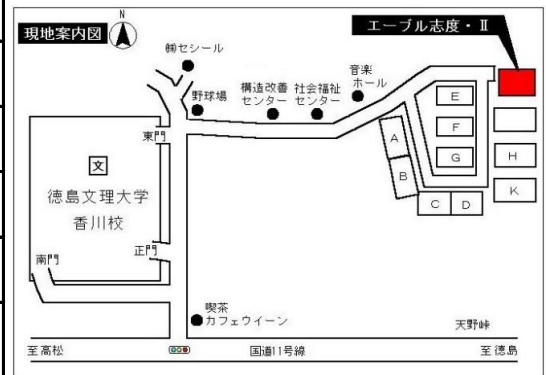 現地案内図
N
エーブル志度・Ⅱ
㈱セシール
野球場
構造改善
センター
社会福祉
センター
音楽
ホール
東門
文
徳島文理大学
香川校
正門
南門
A
B
C
D
E
F
G
H
K
喫茶
カフェウイーン
天野峠
至高松
国道11号線
至徳島